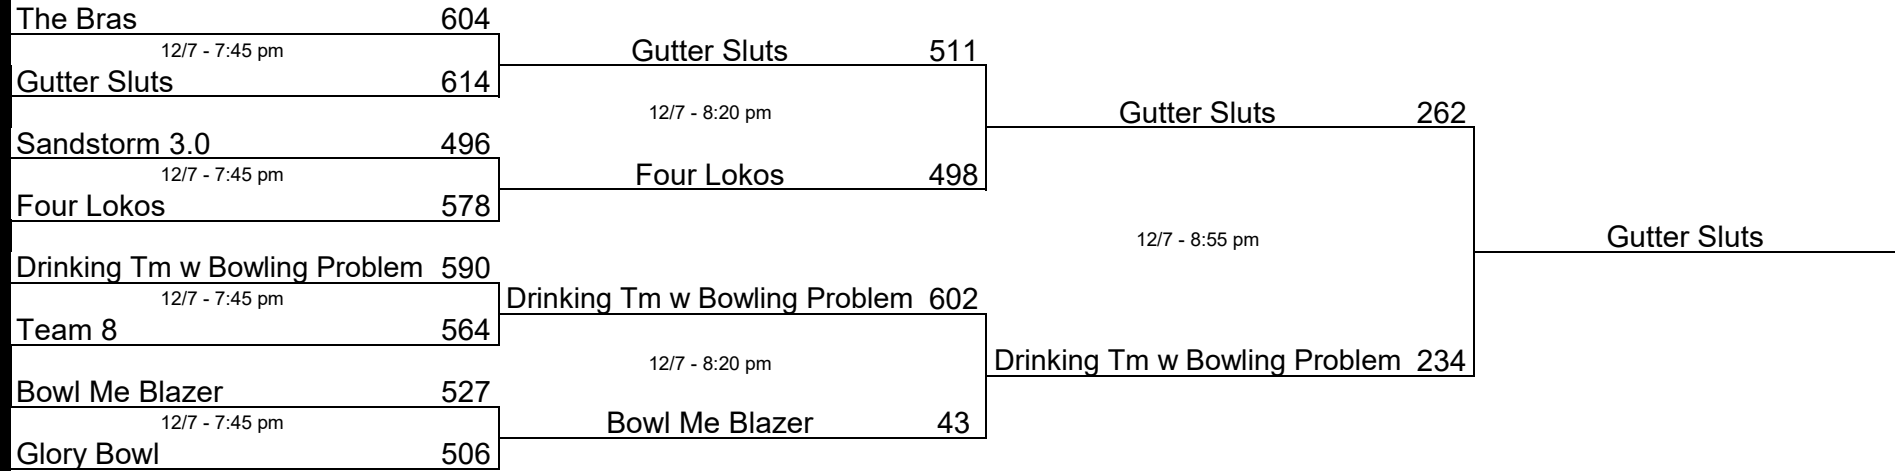 The Bras 604
12/7 - 7:45 pm
Gutter Sluts 614
Sandstorm 3.0 496
12/7 - 7:45 pm
Four Lokos 578
Drinking Tm w Bowling Problem 590
12/7 - 7:45 pm
Team 8 564
Bowl Me Blazer 527
12/7 - 7:45 pm
Glory Bowl 506
Gutter Sluts 511
12/7 - 8:20 pm
Four Lokos 498
Drinking Tm w Bowling Problem 602
12/7 - 8:20 pm
Bowl Me Blazer 43
Gutter Sluts 262
12/7 - 8:55 pm
Drinking Tm w Bowling Problem 234
Gutter Sluts